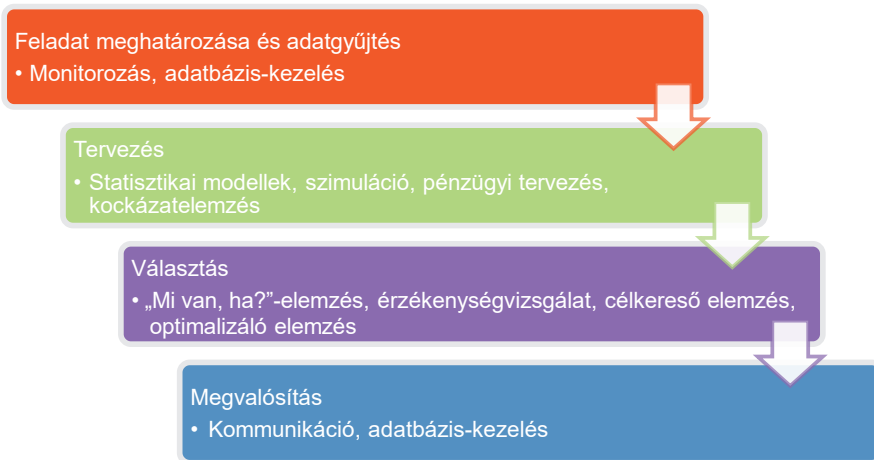 Feladat meghatározása és adatgyűjtés
• Monitorozás, adatbázis-kezelés
Tervezés
• Statisztikai modellek, szimuláció, pénzügyi tervezés,
kockázatelemzés
Választás
• „Mi van, ha?”-elemzés, érzékenységvizsgálat, célkereső elemzés,
optimalizáló elemzés
Megvalósítás
• Kommunikáció, adatbázis-kezelés